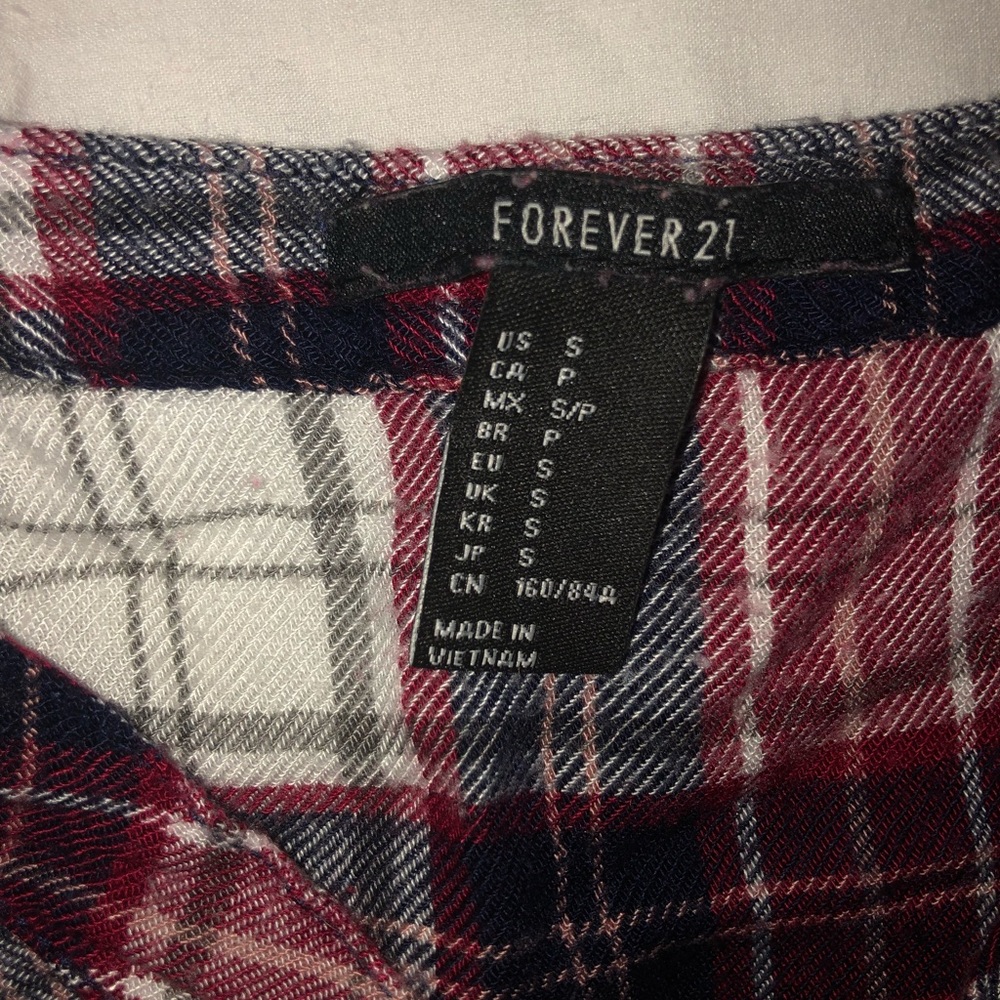 FOREVER 21
US S
CA P
MX S/P
BR P
EU S
UK S
KR S
JP S
CN 160/84A
MADE IN
VIETNAM